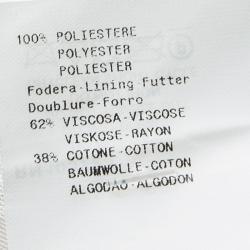 100% POLIESTERE
POLYESTER
POLIESTER
Fodera-Lining Futter
Doublure-Forro
62% VISCOSA-VISCOSE
VISKOSE-RAYON
38% COTONE-COTTON
BAUMWOLLE-COTON
ALGODAO-ALGODON